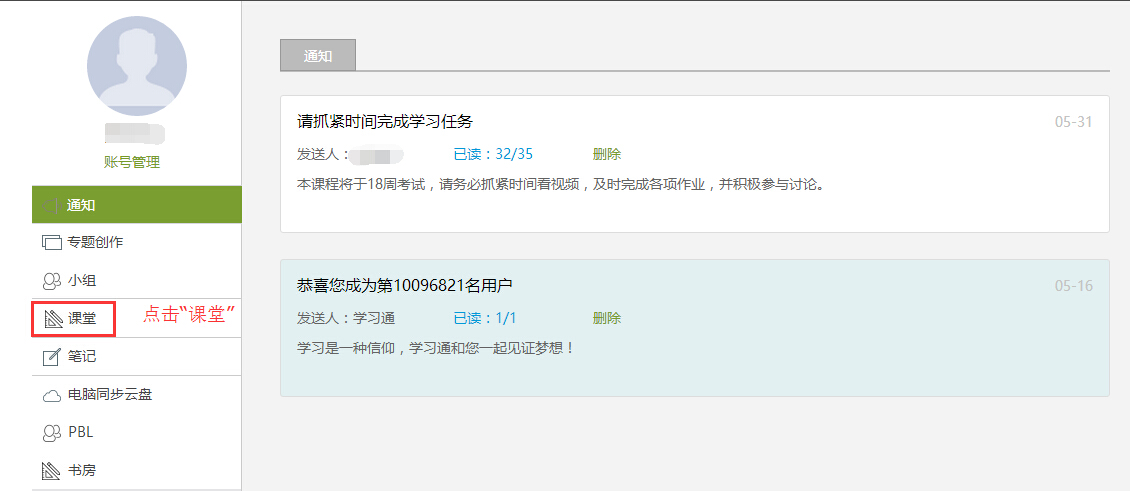 账号管理
通知
专题创作
小组
课堂
点击“课堂”
笔记
电脑同步云盘
PBL
书房
通知
请抓紧时间完成学习任务 05-31
发送人： 已读：32/35 删除
本课程将于18周考试，请务必抓紧时间看视频，及时完成各项作业，并积极参与讨论。
恭喜您成为第10096821名用户 05-16
发送人：学习通 已读：1/1 删除
学习是一种信仰，学习通和您一起见证梦想！